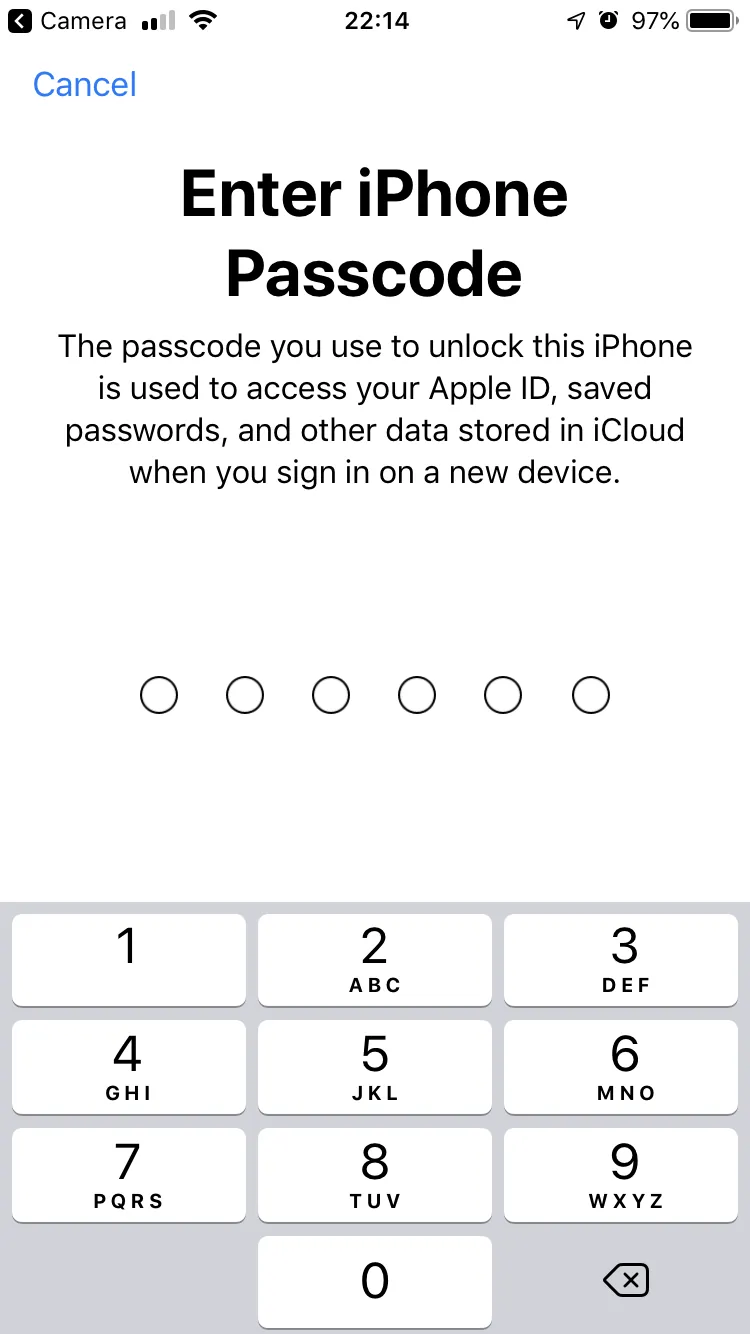 Camera 22:14 97%
Cancel
Enter iPhone
Passcode
The passcode you use to unlock this iPhone
is used to access your Apple ID, saved
passwords, and other data stored in iCloud
when you sign in on a new device.
1 2 3
ABC DEF
4 5 6
GHI JKL MNO
7 8 9
PQRS TUV WXYZ
0